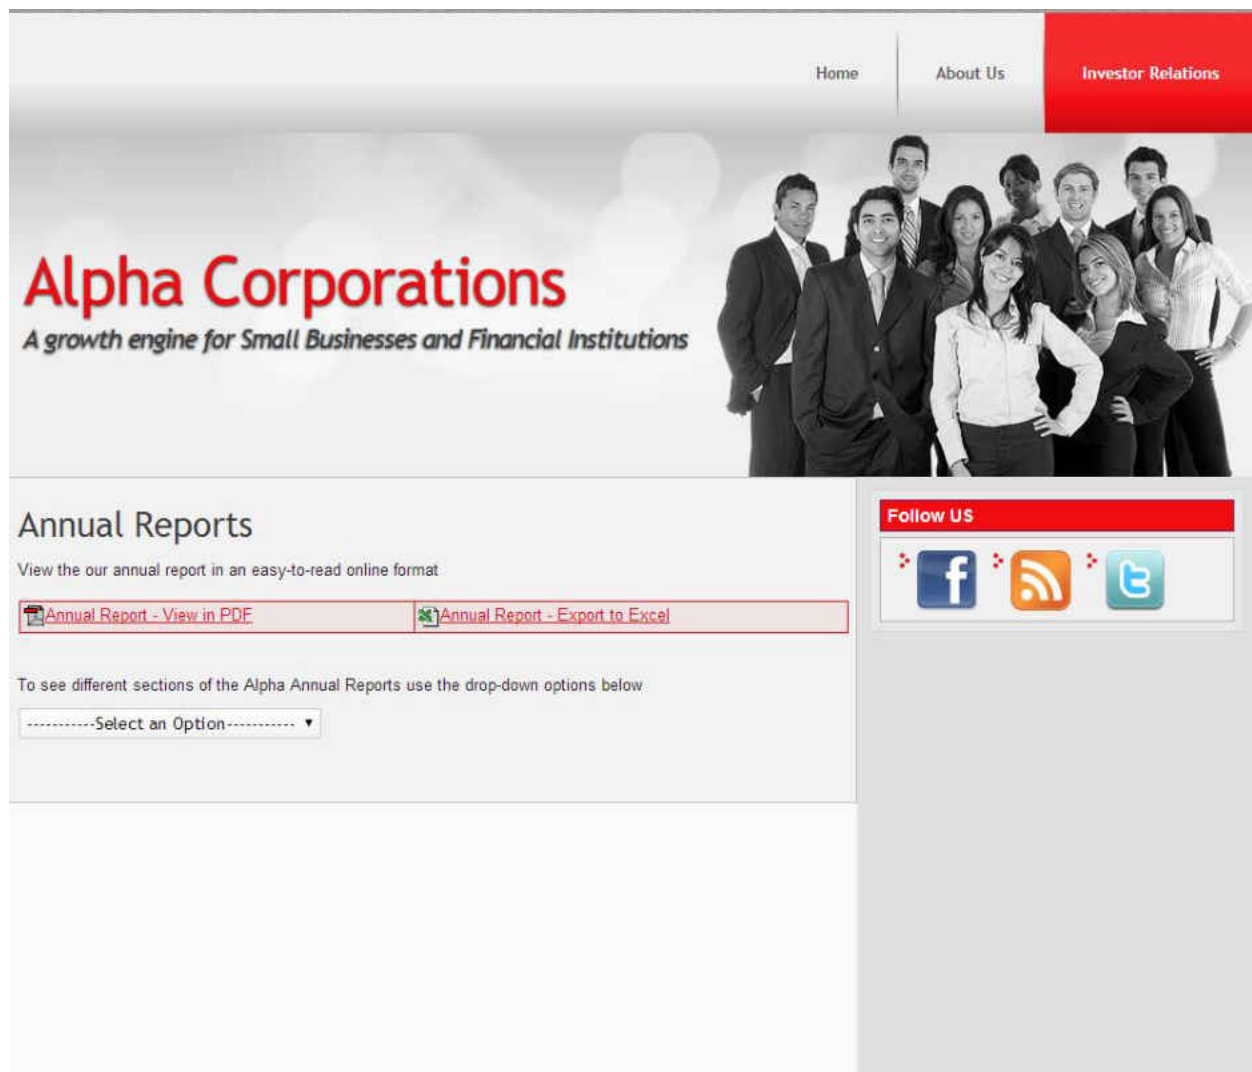 Home
About Us
Investor Relations
Alpha Corporations
A growth engine for Small Businesses and Financial Institutions
Annual Reports
View the our annual report in an easy-to-read online format
Annual Report - View in PDF
Annual Report - Export to Excel
To see different sections of the Alpha Annual Reports use the drop-down options below
-----------Select an Option-----------
Follow US